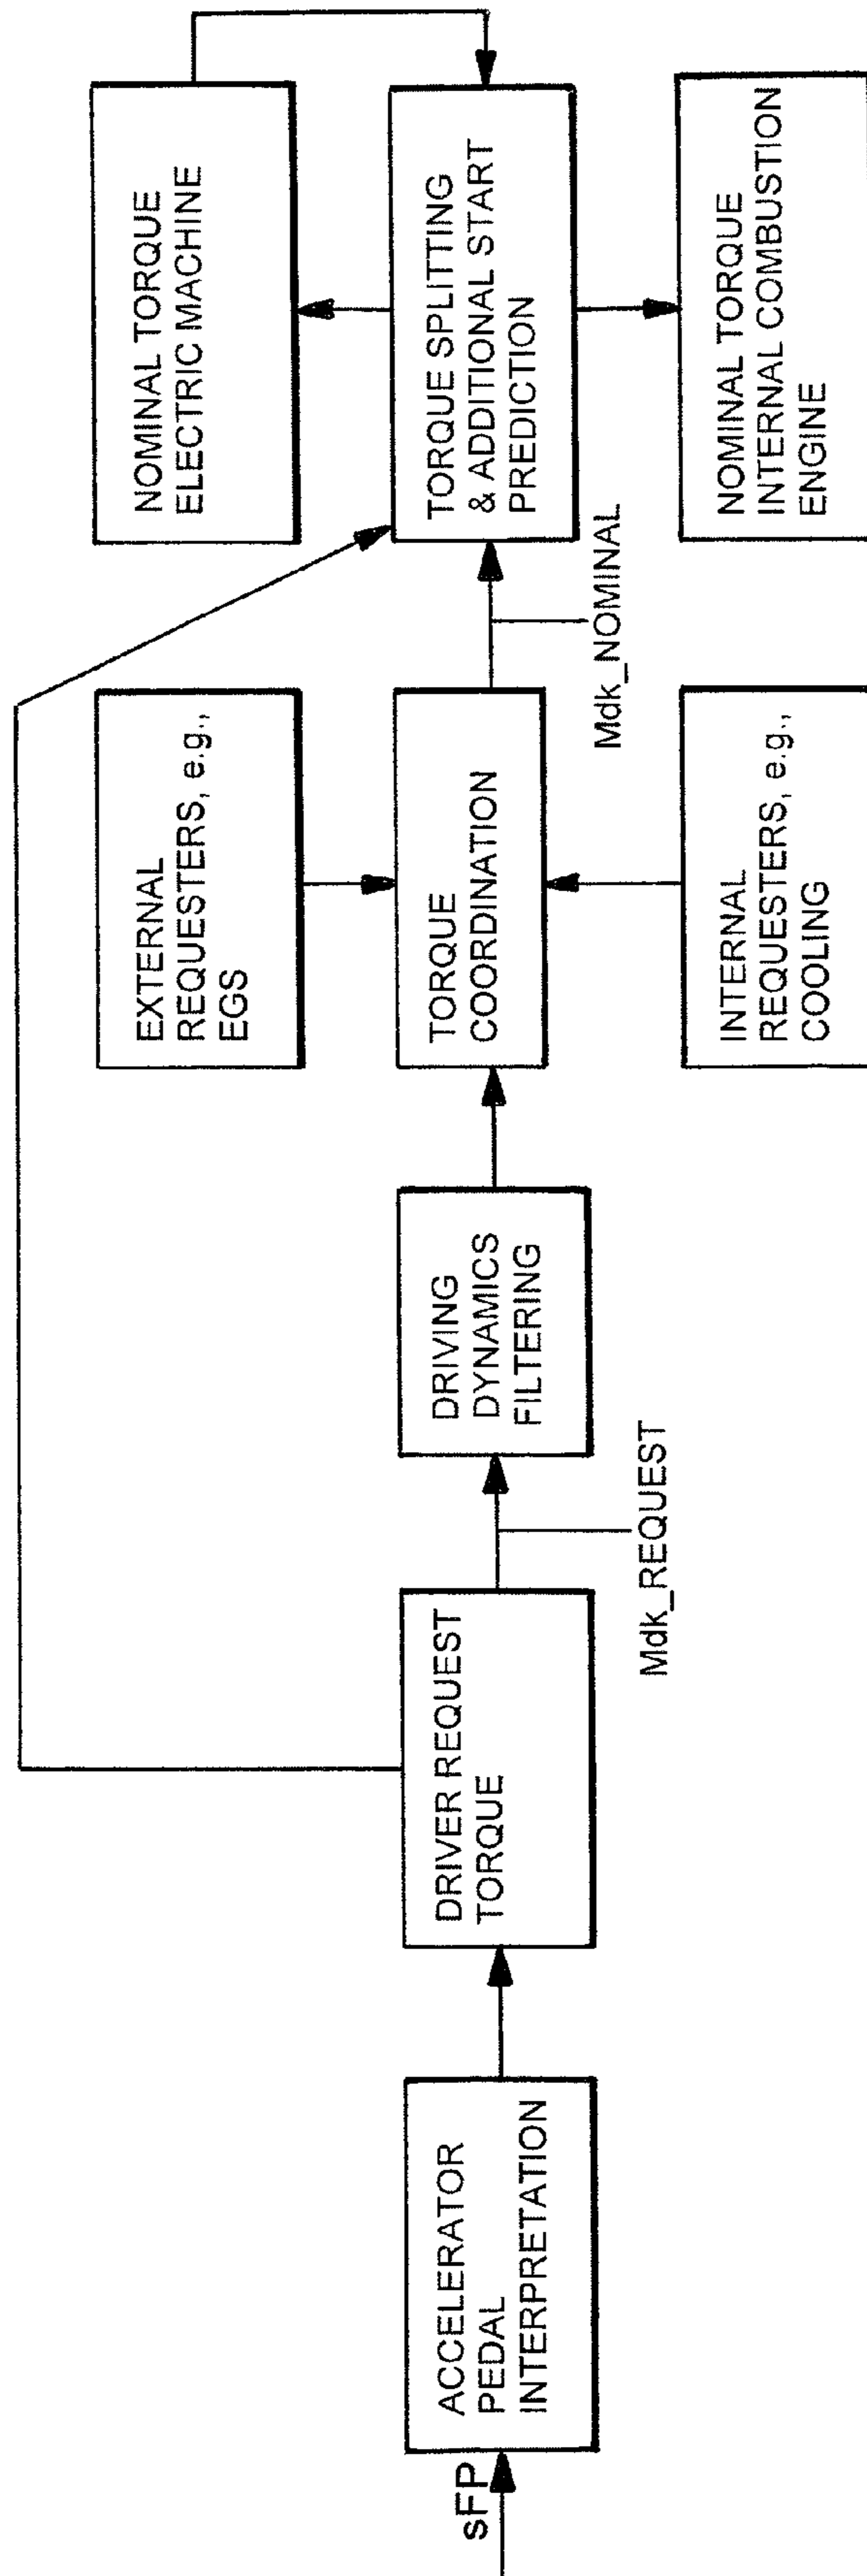 sFP
ACCELERATOR
PEDAL
INTERPRETATION
DRIVER REQUEST
TORQUE
Mdk_REQUEST
DRIVING
DYNAMICS
FILTERING
EXTERNAL
REQUESTERS, e.g.,
EGS
TORQUE
COORDINATION
INTERNAL
REQUESTERS, e.g.,
COOLING
Mdk_NOMINAL
NOMINAL TORQUE
ELECTRIC MACHINE
TORQUE SPLITTING
& ADDITIONAL START
PREDICTION
NOMINAL TORQUE
INTERNAL COMBUSTION
ENGINE